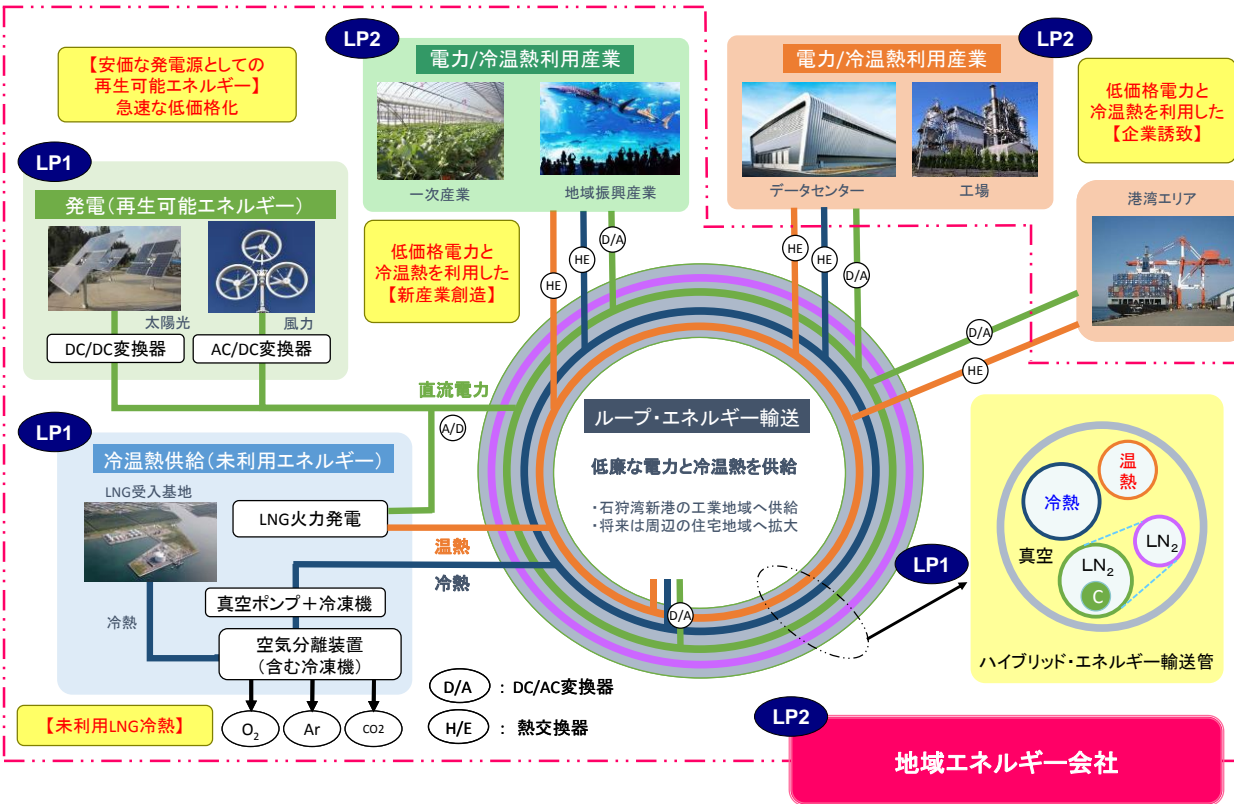 【安価な発電源としての
再生可能エネルギー】
急速な低価格化
LP2
電力/冷温熱利用産業
一次産業
地域振興産業
LP2
電力/冷温熱利用産業
データセンター
工場
低価格電力と
冷温熱を利用した
【企業誘致】
LP1
発電(再生可能エネルギー)
太陽光
風力
DC/DC変換器
AC/DC変換器
低価格電力と
冷温熱を利用した
【新産業創造】
港湾エリア
HE
HE
D/A
HE
HE
D/A
D/A
HE
直流電力
A/D
ループ・エネルギー輸送
低廉な電力と冷温熱を供給
・石狩湾新港の工業地域へ供給
・将来は周辺の住宅地域へ拡大
D/A
LP1
冷温熱供給(未利用エネルギー)
LNG受入基地
LNG火力発電
温熱
冷熱
真空ポンプ+冷凍機
冷熱
空気分離装置
(含む冷凍機)
O2
Ar
CO2
【未利用LNG冷熱】
D/A : DC/AC変換器
H/E : 熱交換器
LP1
温
熱
冷熱
真空
LN2
LN2
C
ハイブリッド・エネルギー輸送管
LP2
地域エネルギー会社